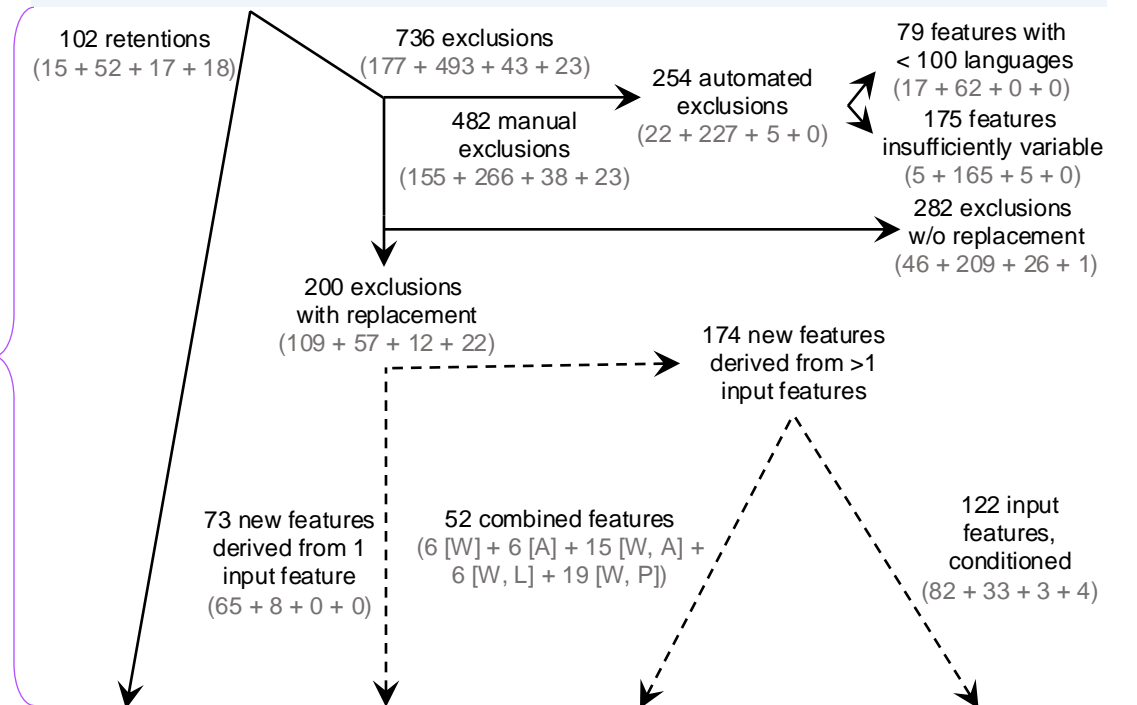 102 retentions
(15 + 52 + 17 + 18)
736 exclusions
(177 + 493 + 43 + 23)
482 manual
exclusions
(155 + 266 + 38 + 23)
254 automated
exclusions
(22 + 227 + 5 + 0)
79 features with
< 100 languages
(17 + 62 + 0 + 0)
175 features
insufficiently variable
(5 + 165 + 5 + 0)
282 exclusions
w/o replacement
(46 + 209 + 26 + 1)
200 exclusions
with replacement
(109 + 57 + 12 + 22)
174 new features
derived from >1
input features
73 new features
derived from 1
input feature
(65 + 8 + 0 + 0)
52 combined features
(6 [W] + 6 [A] + 15 [W, A] +
6 [W, L] + 19 [W, P])
122 input
features,
conditioned
(82 + 33 + 3 + 4)